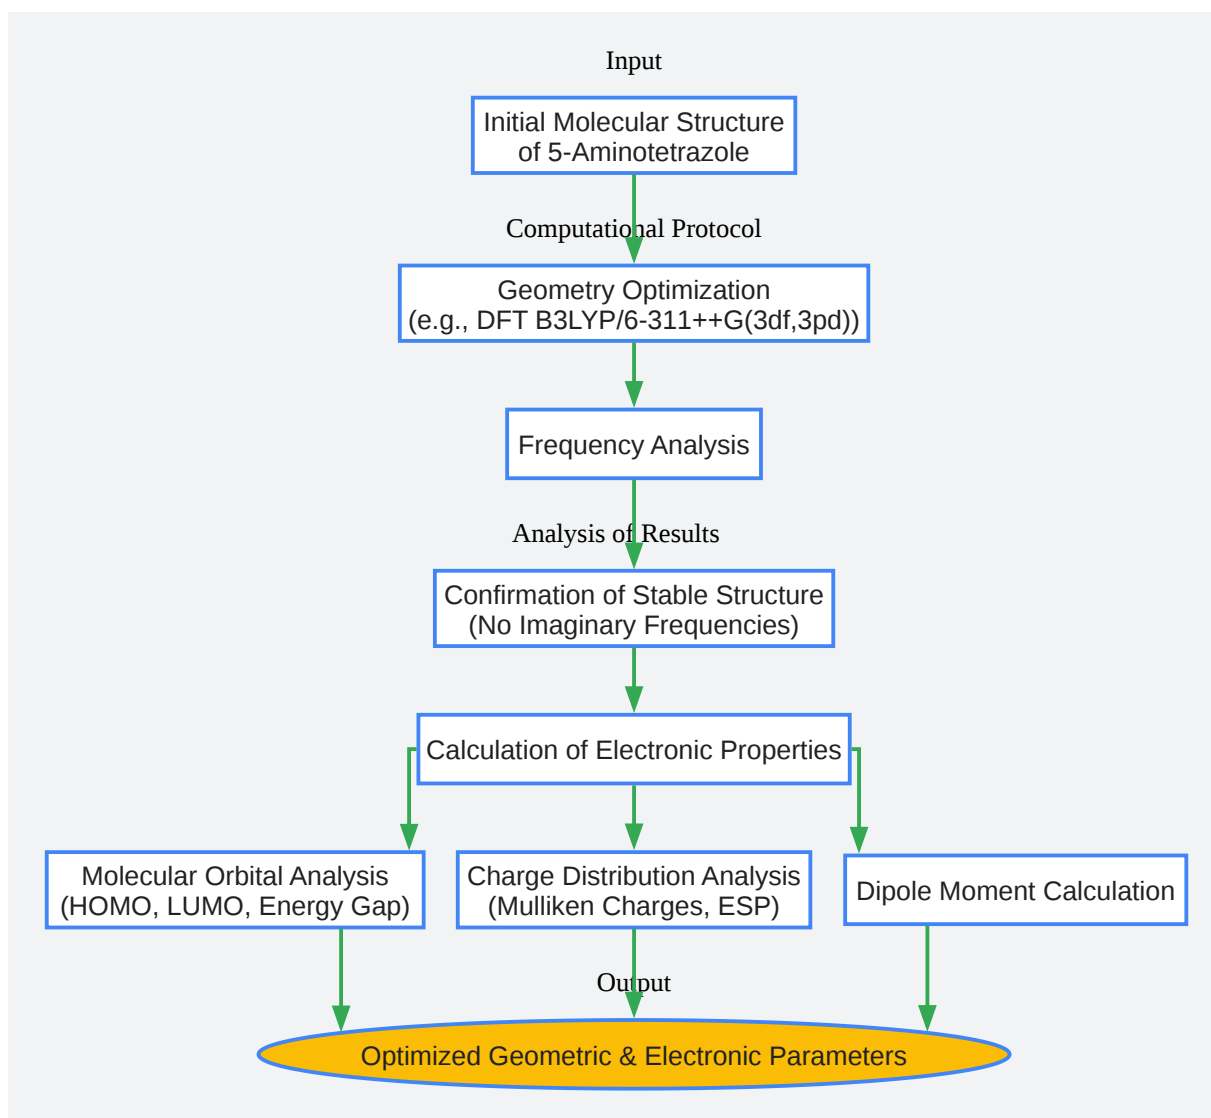 Input
Initial Molecular Structure
of 5-Aminotetrazole
Computational Protocol
Geometry Optimization
(e.g., DFT B3LYP/6-311++G(3df,3pd))
Frequency Analysis
Analysis of Results
Confirmation of Stable Structure
(No Imaginary Frequencies)
Calculation of Electronic Properties
Molecular Orbital Analysis
(HOMO, LUMO, Energy Gap)
Charge Distribution Analysis
(Mulliken Charges, ESP)
Dipole Moment Calculation
Output
Optimized Geometric & Electronic Parameters